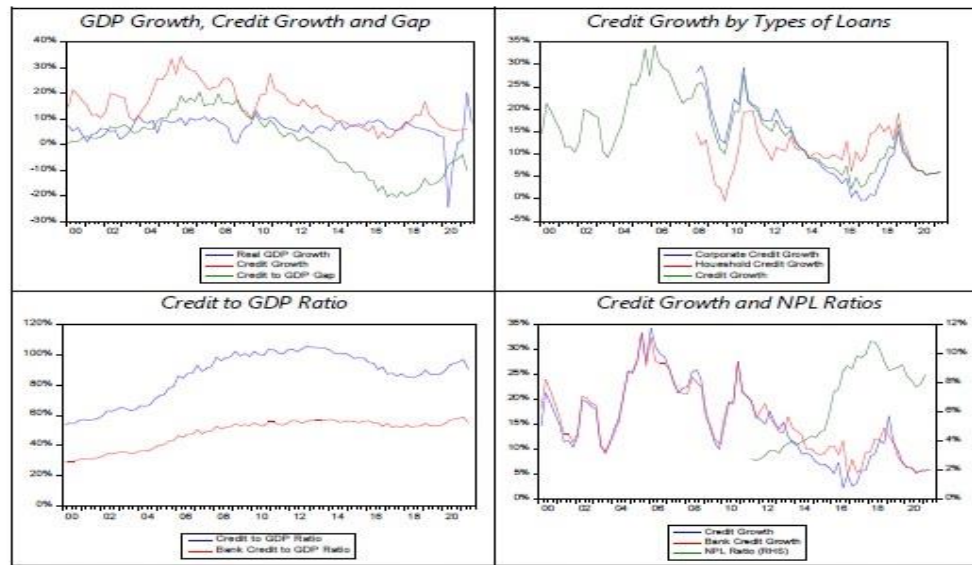 GDP Growth, Credit Growth and Gap
40%
30%
20%
10%
0%
-10%
-20%
-30%
00 02 04 06 08 10 12 14 16 18 20
Real GDP Growth
Credit Growth
Credit to GDP Gap
Credit Growth by Types of Loans
35%
30%
25%
20%
15%
10%
5%
0%
-5%
00 02 04 06 08 10 12 14 16 18 20
Corporate Credit Growth
Household Credit Growth
Credit Growth
Credit to GDP Ratio
120%
100%
80%
60%
40%
20%
0%
00 02 04 06 08 10 12 14 16 18 20
Credit to GDP Ratio
Bank Credit to GDP Ratio
Credit Growth and NPL Ratios
35% 12%
30% 10%
25%
20% 8%
15% 6%
10% 4%
5% 2%
0% 0%
00 02 04 06 08 10 12 14 16 18 20
Credit Growth
Bank Credit Growth
NPL Ratio (RHS)